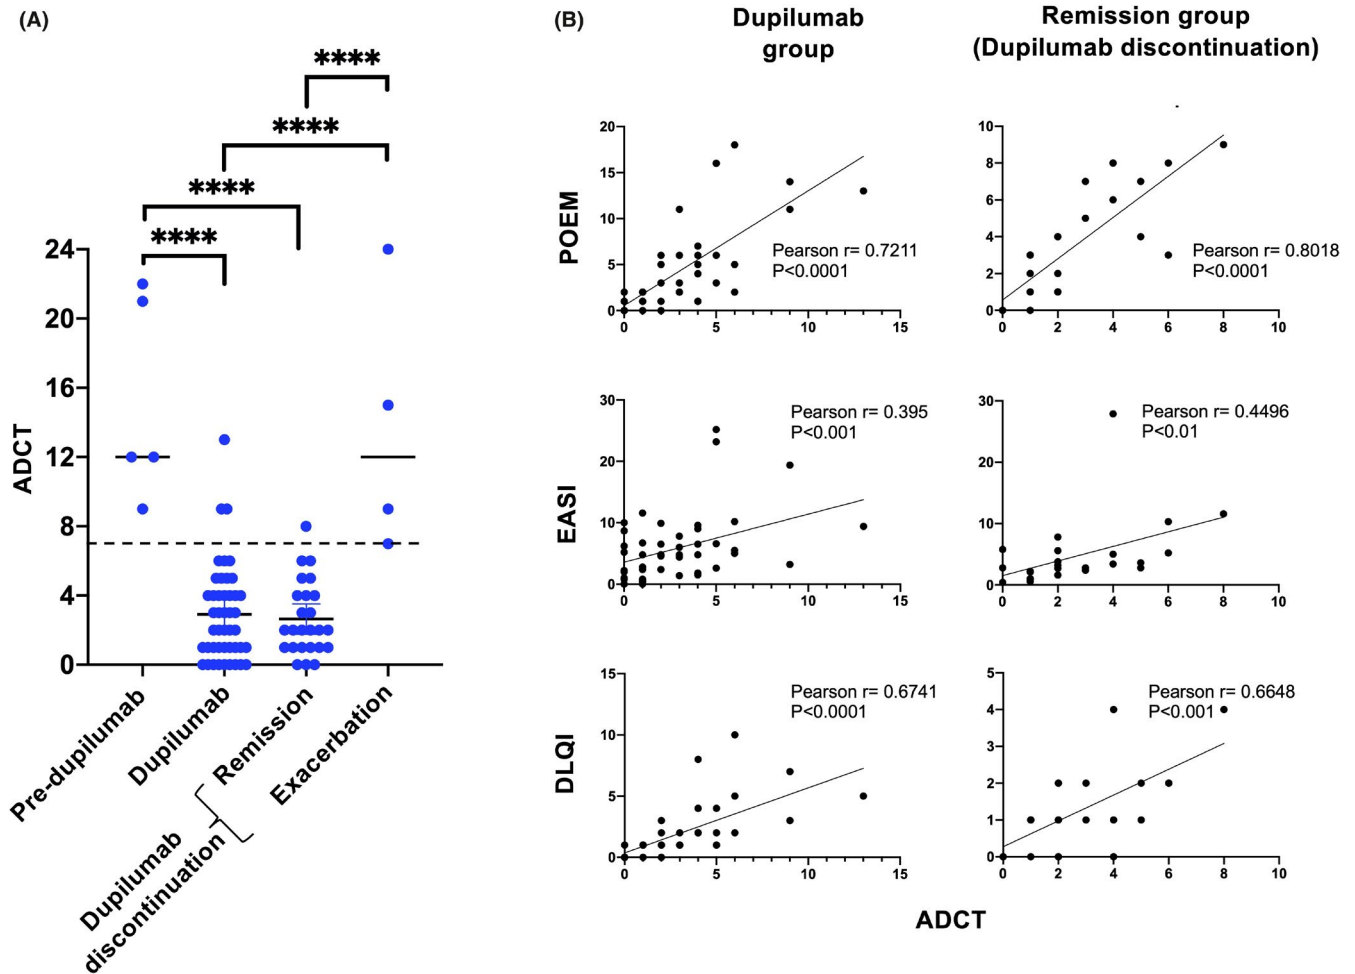 (A)
****
****
****
****
ADCT
24
20
16
12
8
4
0
Pre-dupilumab
Dupilumab
Remission
Exacerbation
Dupilumab
discontinuation
(B)
Dupilumab
group
Remission group
(Dupilumab discontinuation)
POEM
20
15
10
5
0
0 5 10 15
Pearson r= 0.7211
P<0.0001
10
8
6
4
2
0
0 2 4 6 8 10
Pearson r= 0.8018
P<0.0001
EASI
30
20
10
0
0 5 10 15
Pearson r= 0.395
P<0.001
30
20
10
0
0 2 4 6 8 10
Pearson r= 0.4496
P<0.01
DLQI
15
10
5
0
0 5 10 15
Pearson r= 0.6741
P<0.0001
5
4
3
2
1
0
0 2 4 6 8 10
Pearson r= 0.6648
P<0.001
ADCT